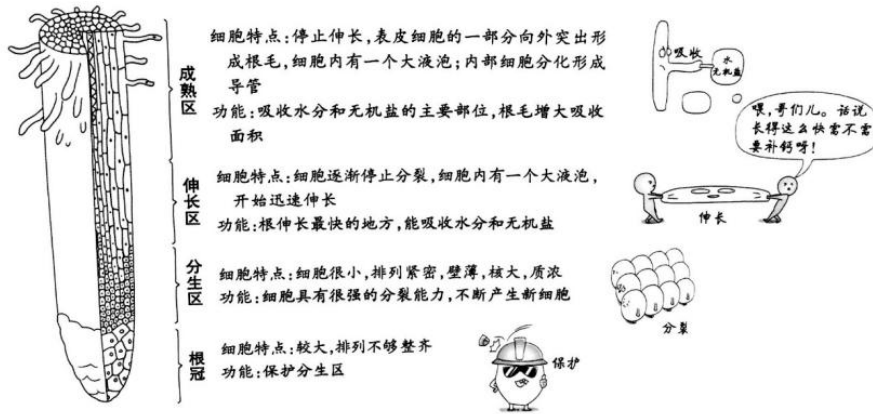 成熟区
细胞特点:停止伸长,表皮细胞的一部分向外突出形
成根毛,细胞内有一个大液泡;内部细胞分化形成
导管
功能:吸收水分和无机盐的主要部位,根毛增大吸收
面积
吸收
水
无机盐
喂,哥们儿。话说
长得这么快需不需
要补钙呀!
伸长区
细胞特点:细胞逐渐停止分裂,细胞内有一个大液泡,
开始迅速伸长
功能:根伸长最快的地方,能吸收水分和无机盐
伸长
分生区
细胞特点:细胞很小,排列紧密,壁薄,核大,质浓
功能:细胞具有很强的分裂能力,不断产生新细胞
分裂
根冠
细胞特点:较大,排列不够整齐
功能:保护分生区
保护